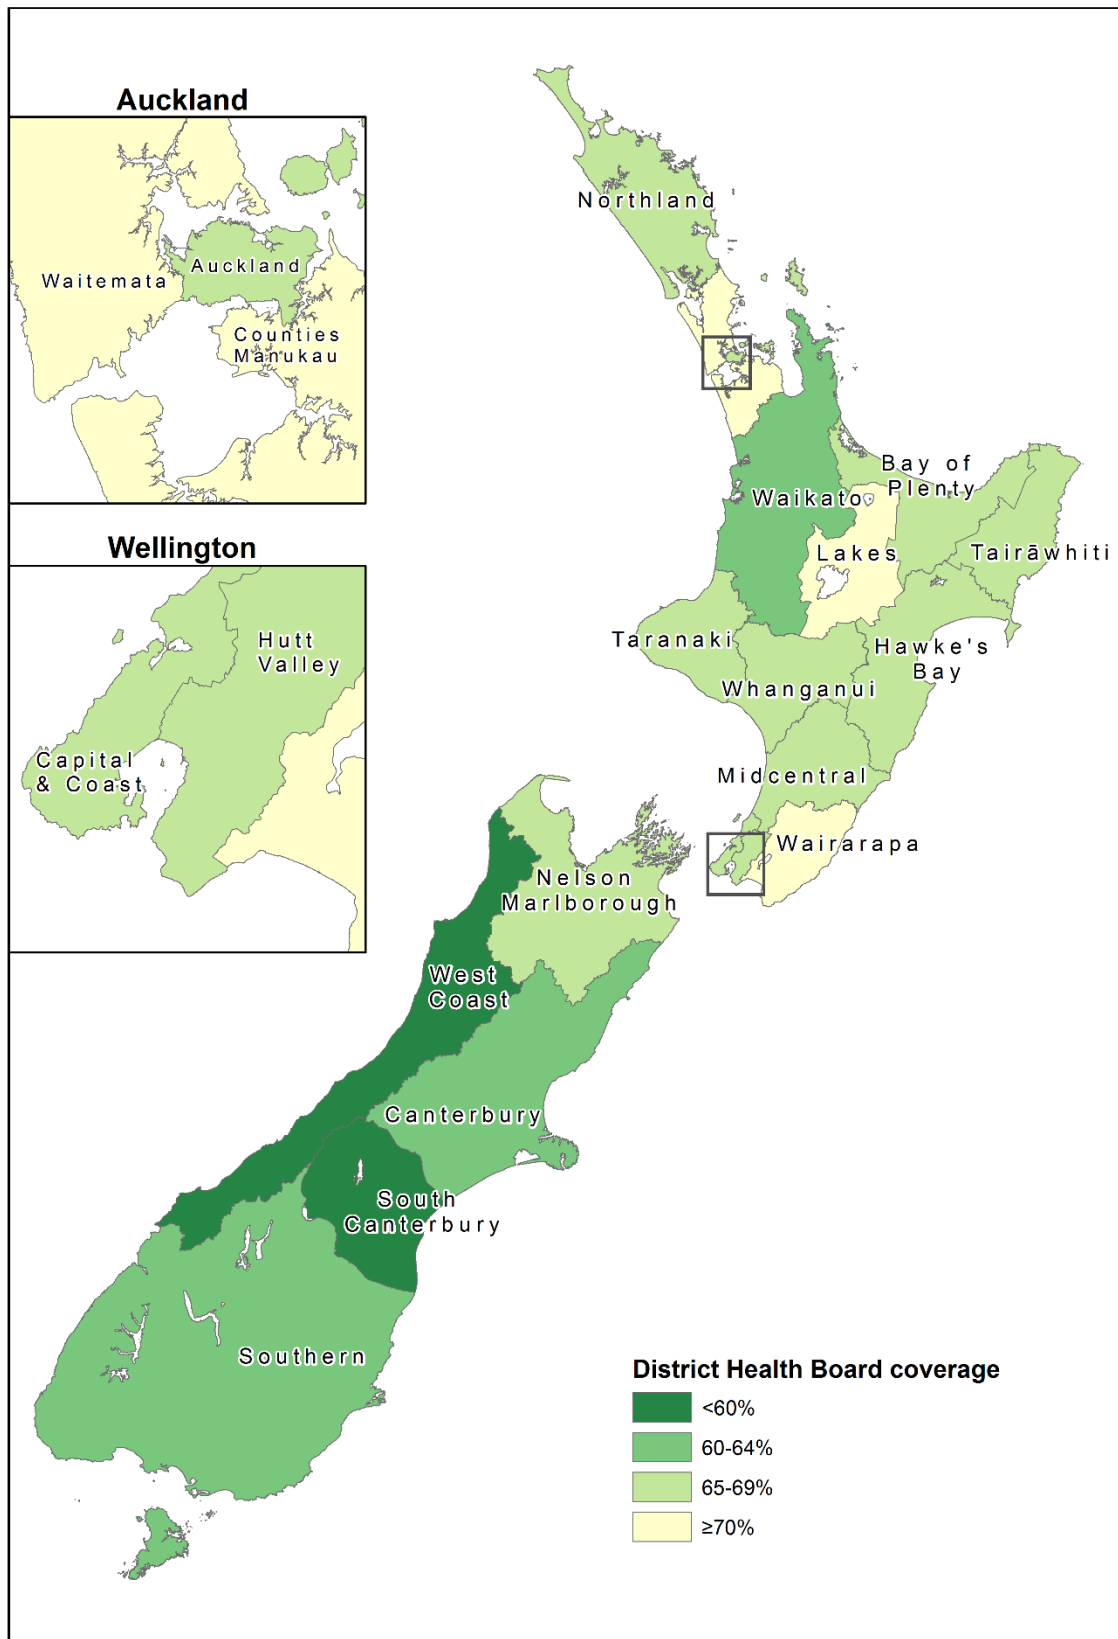 Auckland
Waitemata
Auckland
Counties
Manukau
Wellington
Hutt
Valley
Capital
& Coast
Northland
Waikato
Bay of
Plenty
Lakes
Tairāwhiti
Taranaki
Hawke's
Bay
Whanganui
Midcentral
Wairarapa
Nelson
Marlborough
West
Coast
Canterbury
South
Canterbury
Southern
District Health Board coverage
<60%
60-64%
65-69%
≥70%